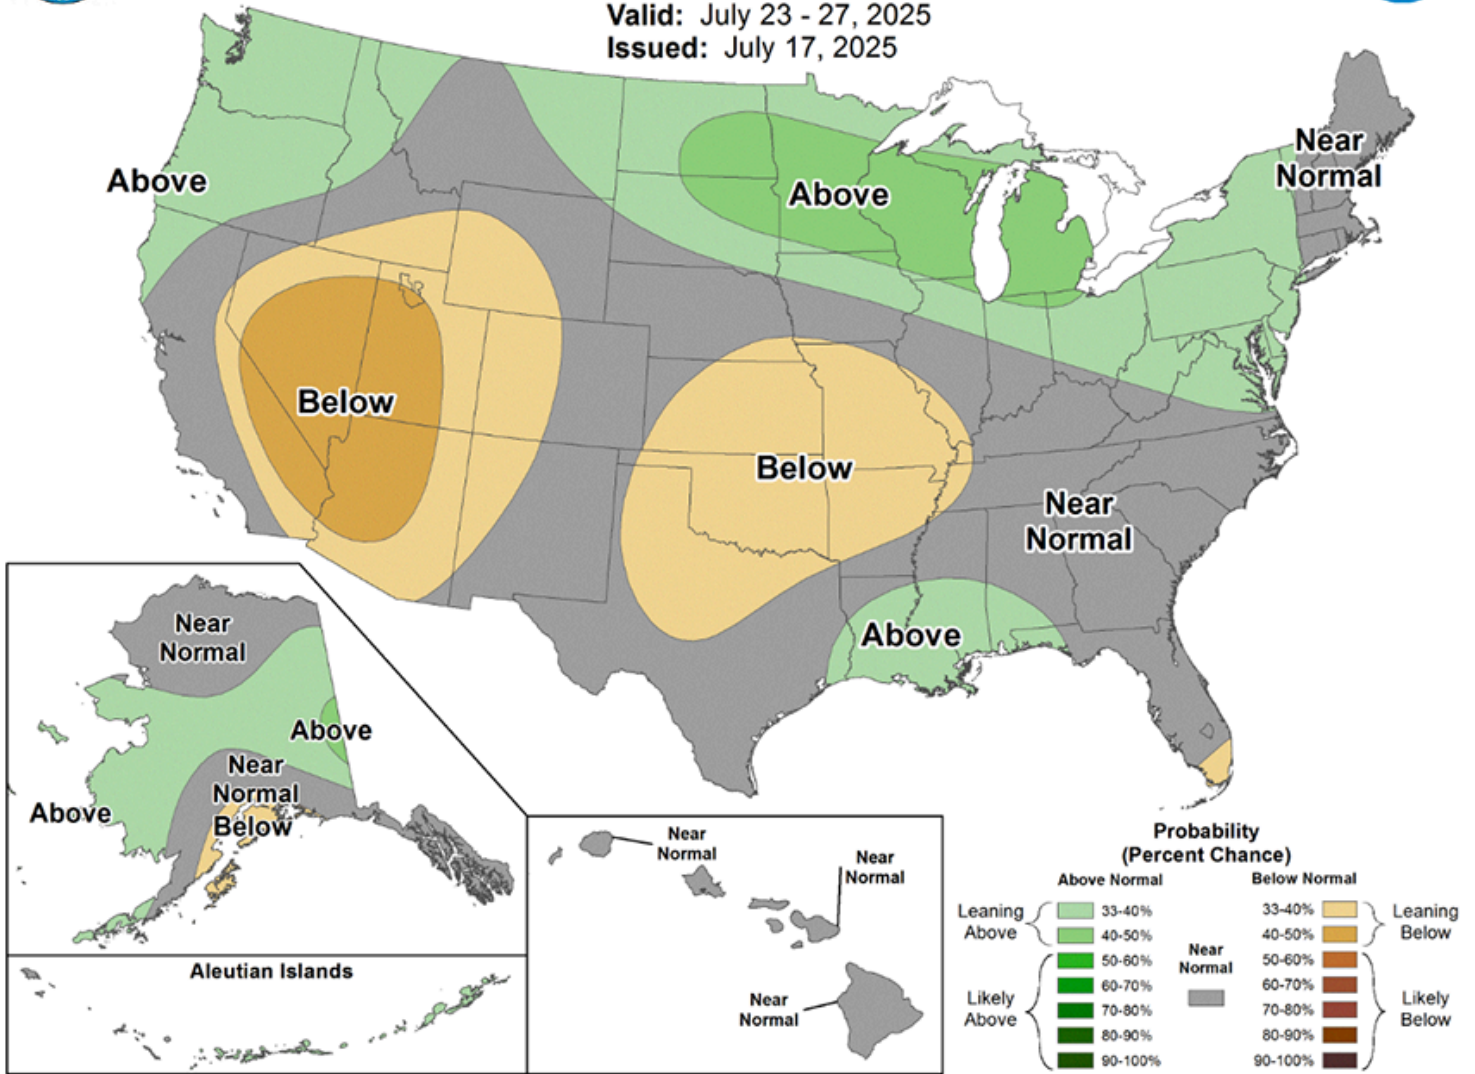 Valid: July 23 - 27, 2025
Issued: July 17, 2025
Above
Above
Near
Normal
Below
Below
Near
Normal
Above
Near
Normal
Above
Near
Normal
Above
Below
Aleutian Islands
Near
Normal
Near
Normal
Near
Normal
Probability
(Percent Chance)
Above Normal
Below Normal
Leaning
Above
33-40%
40-50%
Likely
Above
50-60%
60-70%
70-80%
80-90%
90-100%
Near
Normal
33-40%
40-50%
Leaning
Below
50-60%
60-70%
70-80%
80-90%
90-100%
Likely
Below